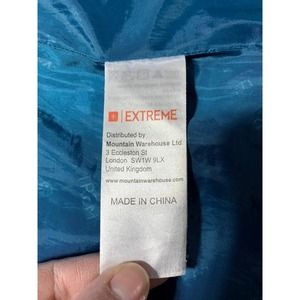 EXTREME
Distributed by
Mountain Warehouse Ltd
3 Eccleston St
London SW1W 9LX
United Kingdom
www.mountainwarehouse.com
MADE IN CHINA